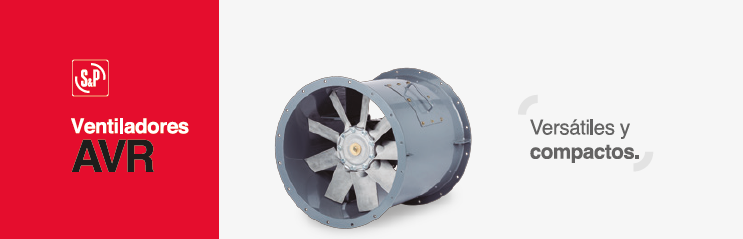 S&P
Ventiladores
AVR
Versátiles y
compactos.